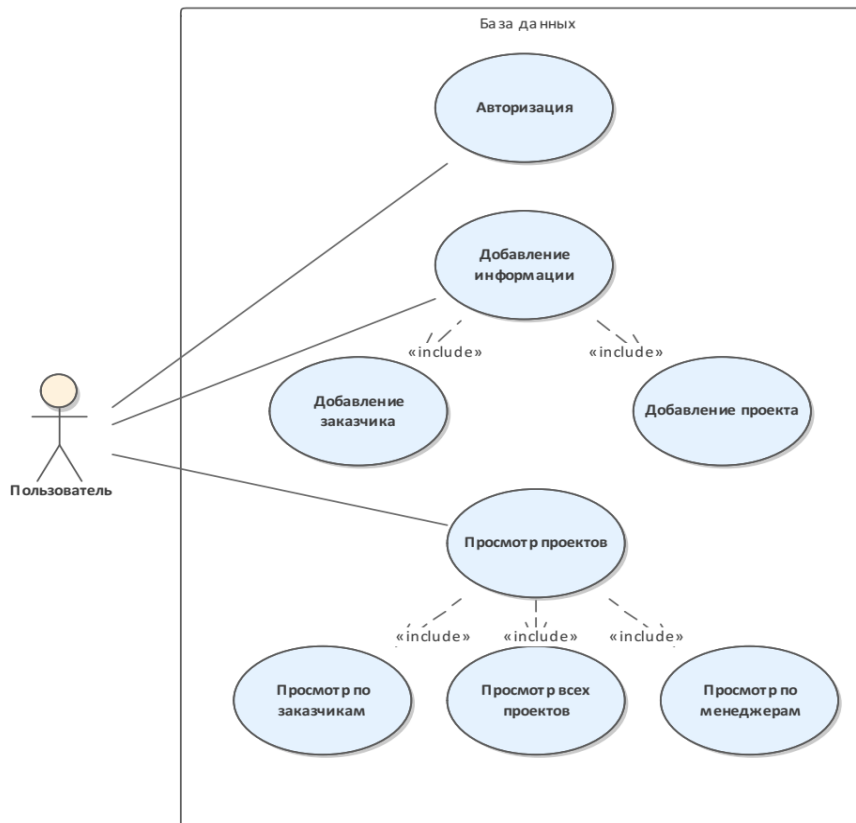 База данных
Авторизация
Добавление
информации
«include»
«include»
Добавление
заказчика
Добавление проекта
Пользователь
Просмотр проектов
«include»
«include»
«include»
Просмотр по
заказчикам
Просмотр всех
проектов
Просмотр по
менеджерам